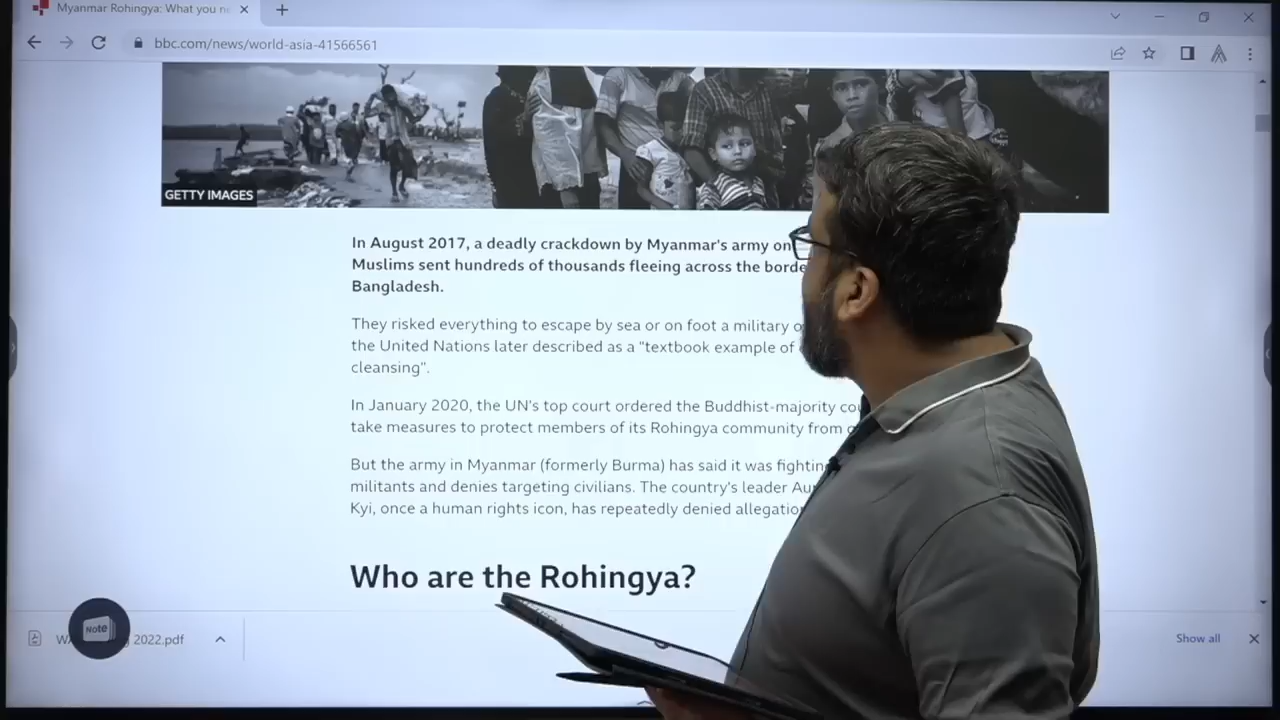 Myanmar Rohingya: What you ne
bbc.com/news/world-asia-41566561
GETTY IMAGES
In August 2017, a deadly crackdown by Myanmar's army on
Muslims sent hundreds of thousands fleeing across the borde
Bangladesh.
They risked everything to escape by sea or on foot a military o
the United Nations later described as a "textbook example of
cleansing".
In January 2020, the UN's top court ordered the Buddhist-majority cou
take measures to protect members of its Rohingya community from
But the army in Myanmar (formerly Burma) has said it was fighting
militants and denies targeting civilians. The country's leader Au
Kyi, once a human rights icon, has repeatedly denied allegation
Who are the Rohingya?
Note
2022.pdf
Show all